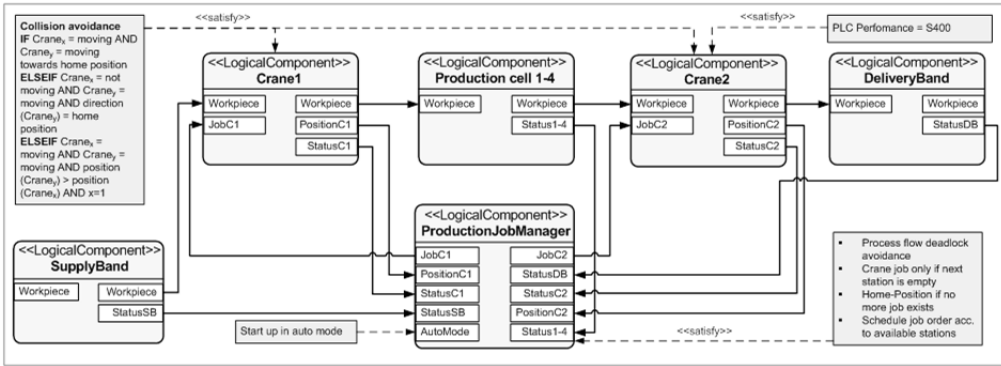 Collision avoidance
IF Cranex = moving AND
Craney = moving
towards home position
ELSEIF Cranex = not
moving AND Craney =
moving AND direction
(Craney) = home
position
ELSEIF Cranex =
moving AND Craney =
moving AND position
(Craney) > position
(Cranex) AND x=1
<<satisfy>>
<<satisfy>>
PLC Perfomance = S400
<<LogicalComponent>>
Crane1
Workpiece
Workpiece
JobC1
PositionC1
StatusC1
<<LogicalComponent>>
Production cell 1-4
Workpiece
Workpiece
Status1-4
<<LogicalComponent>>
Crane2
Workpiece
Workpiece
JobC2
PositionC2
StatusC2
<<LogicalComponent>>
DeliveryBand
Workpiece
Workpiece
StatusDB
<<LogicalComponent>>
SupplyBand
Workpiece
Workpiece
StatusSB
<<LogicalComponent>>
ProductionJobManager
JobC1
JobC2
PositionC1
StatusDB
StatusC1
StatusC2
StatusSB
PositionC2
AutoMode
Status1-4
Start up in auto mode
<<satisfy>>
▪ Process flow deadlock
avoidance
▪ Crane job only if next
station is empty
▪ Home-Position if no
more job exists
▪ Schedule job order acc.
to available stations